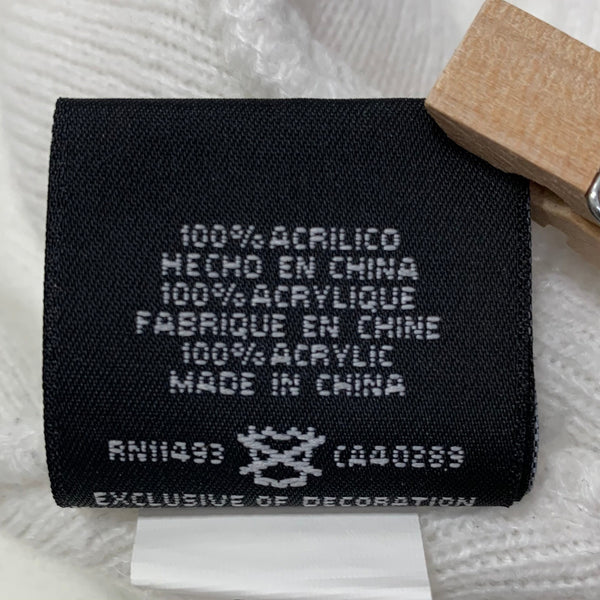 100% ACRILICO
HECHO EN CHINA
100% ACRYLIQUE
FABRIQUE EN CHINE
100% ACRYLIC
MADE IN CHINA
RN11493 CA40299
EXCLUSIVE OF DECORATION